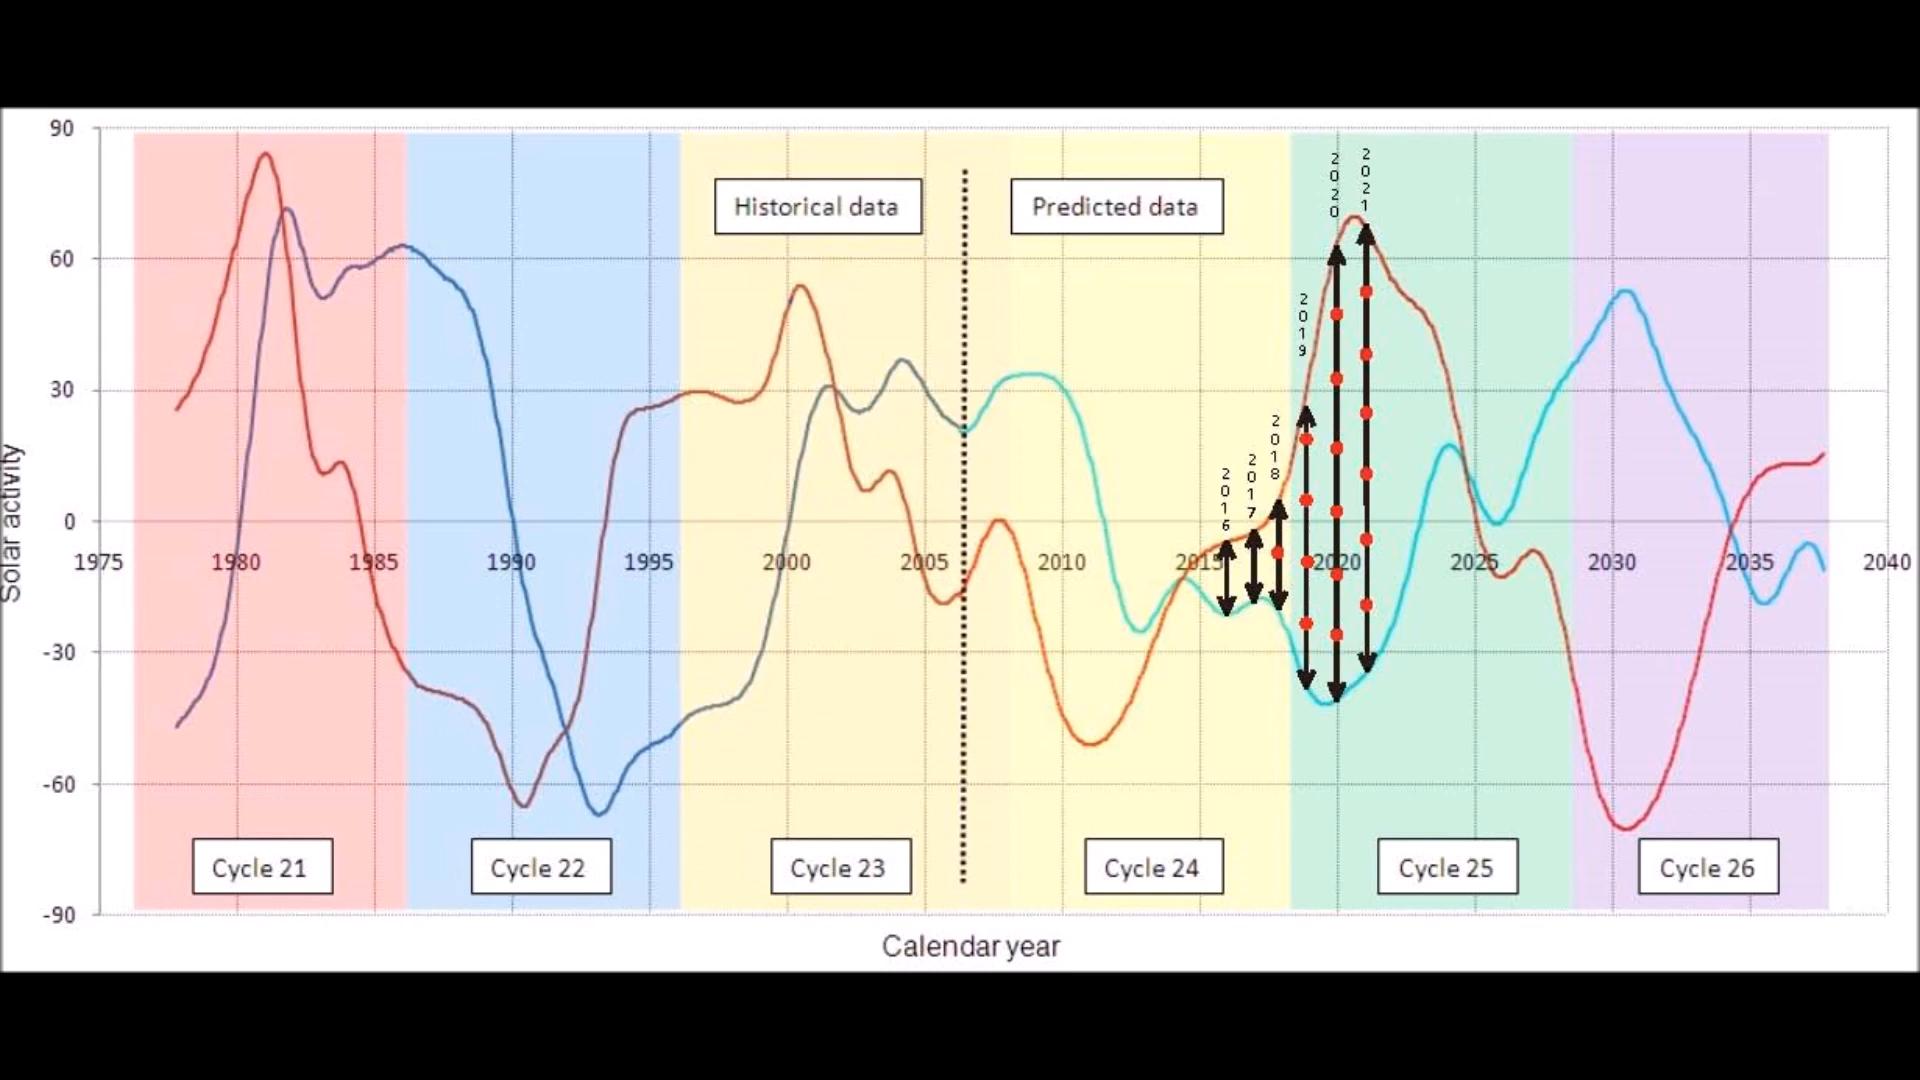 90
60
30
0
-30
-60
-90
Solar activity
Historical data
Predicted data
2016
2017
2018
2019
2020
2021
1975
1980
1985
1990
1995
2000
2005
2010
2015
2020
2025
2030
2035
2040
Cycle 21
Cycle 22
Cycle 23
Cycle 24
Cycle 25
Cycle 26
Calendar year